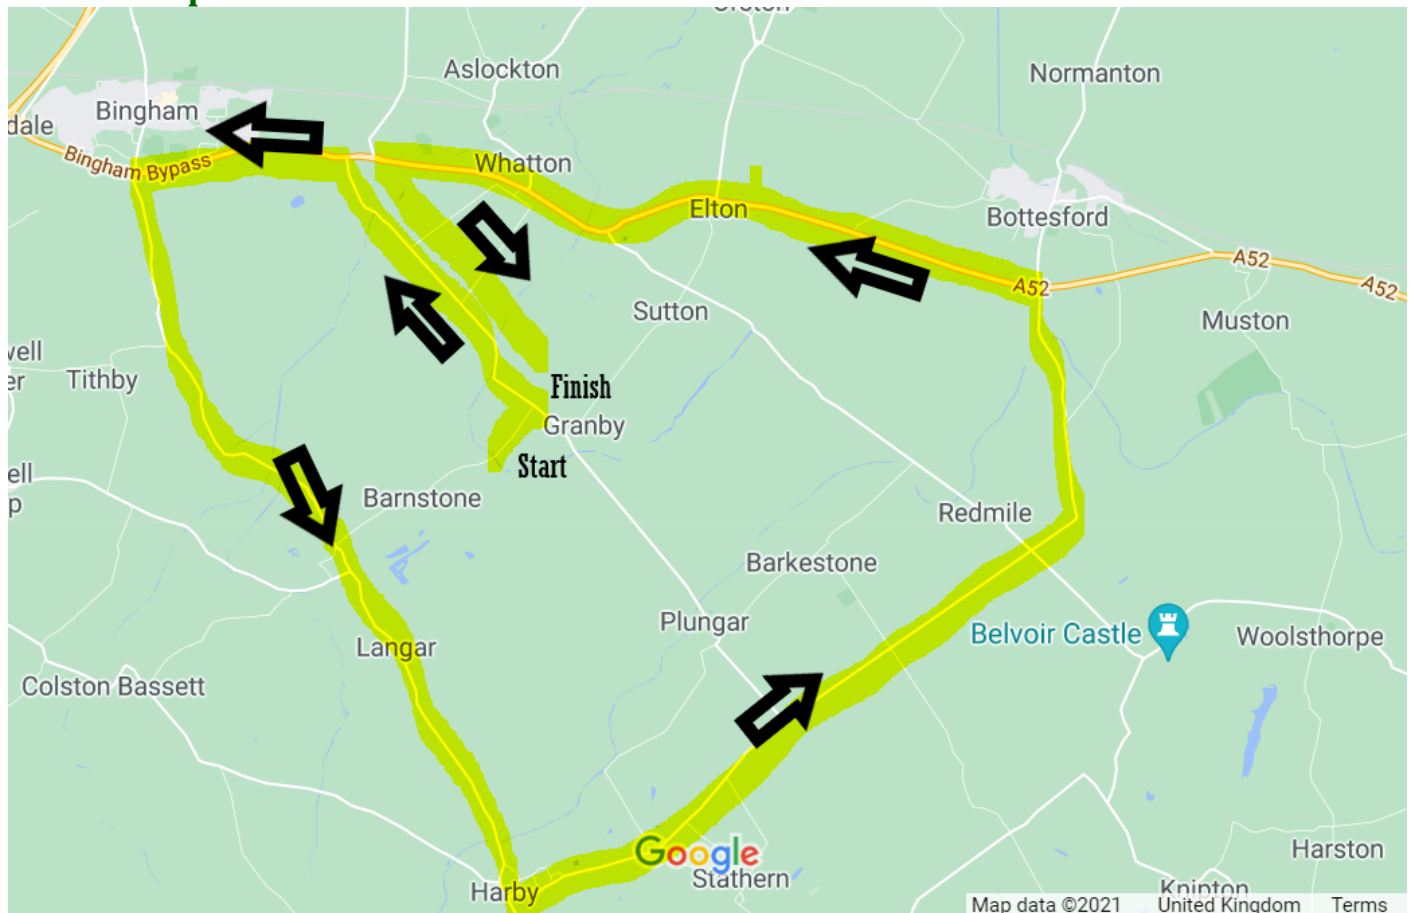 Aslockton
Normanton
Bingham
dale
Bingham Bypass
Whatton
Elton
Bottesford
A52
A52
A52
Sutton
Muston
well
er
Tithby
Finish
Granby
Start
ell
p
Barnstone
Redmile
Barkestone
Plungar
Belvoir Castle
Woolsthorpe
Langar
Colston Bassett
Google
Stathern
Harby
Harston
Knipton
Map data ©2021 United Kingdom Terms